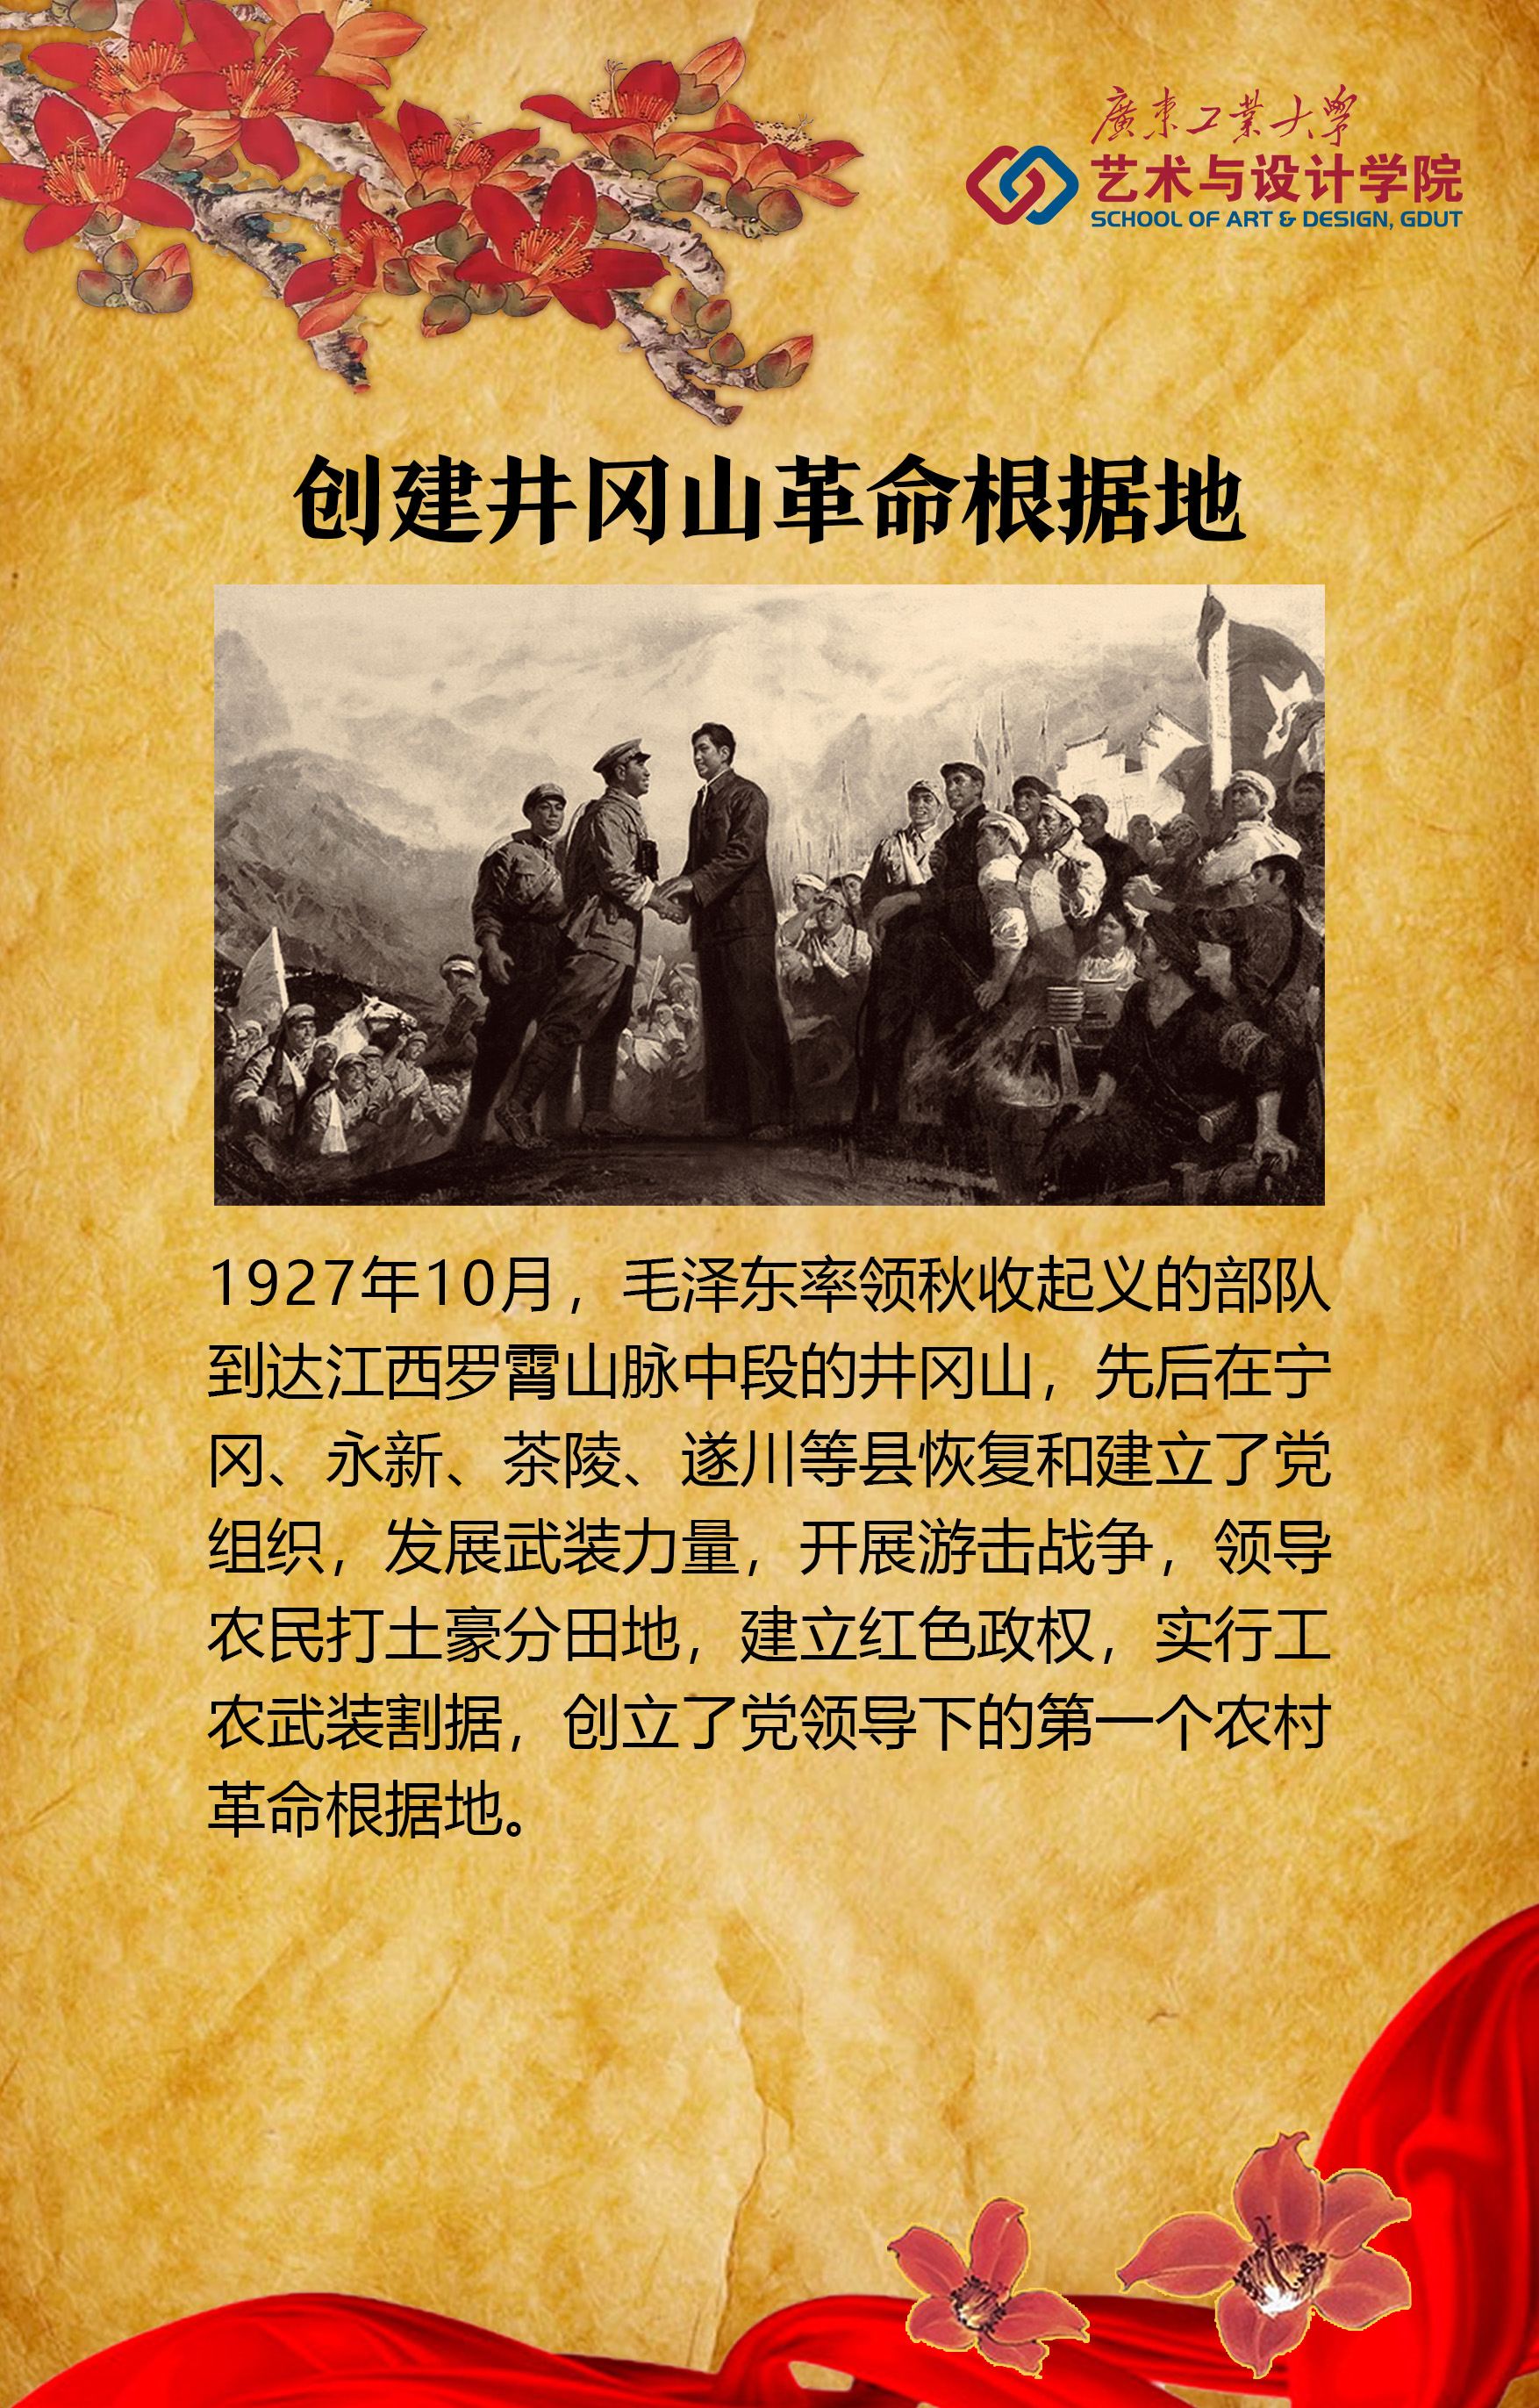 廣東工業大學
艺术与设计学院
SCHOOL OF ART & DESIGN, GDUT
创建井冈山革命根据地
1927年10月，毛泽东率领秋收起义的部队
到达江西罗霄山脉中段的井冈山，先后在宁
冈、永新、茶陵、遂川等县恢复和建立了党
组织，发展武装力量，开展游击战争，领导
农民打土豪分田地，建立红色政权，实行工
农武装割据，创立了党领导下的第一个农村
革命根据地。